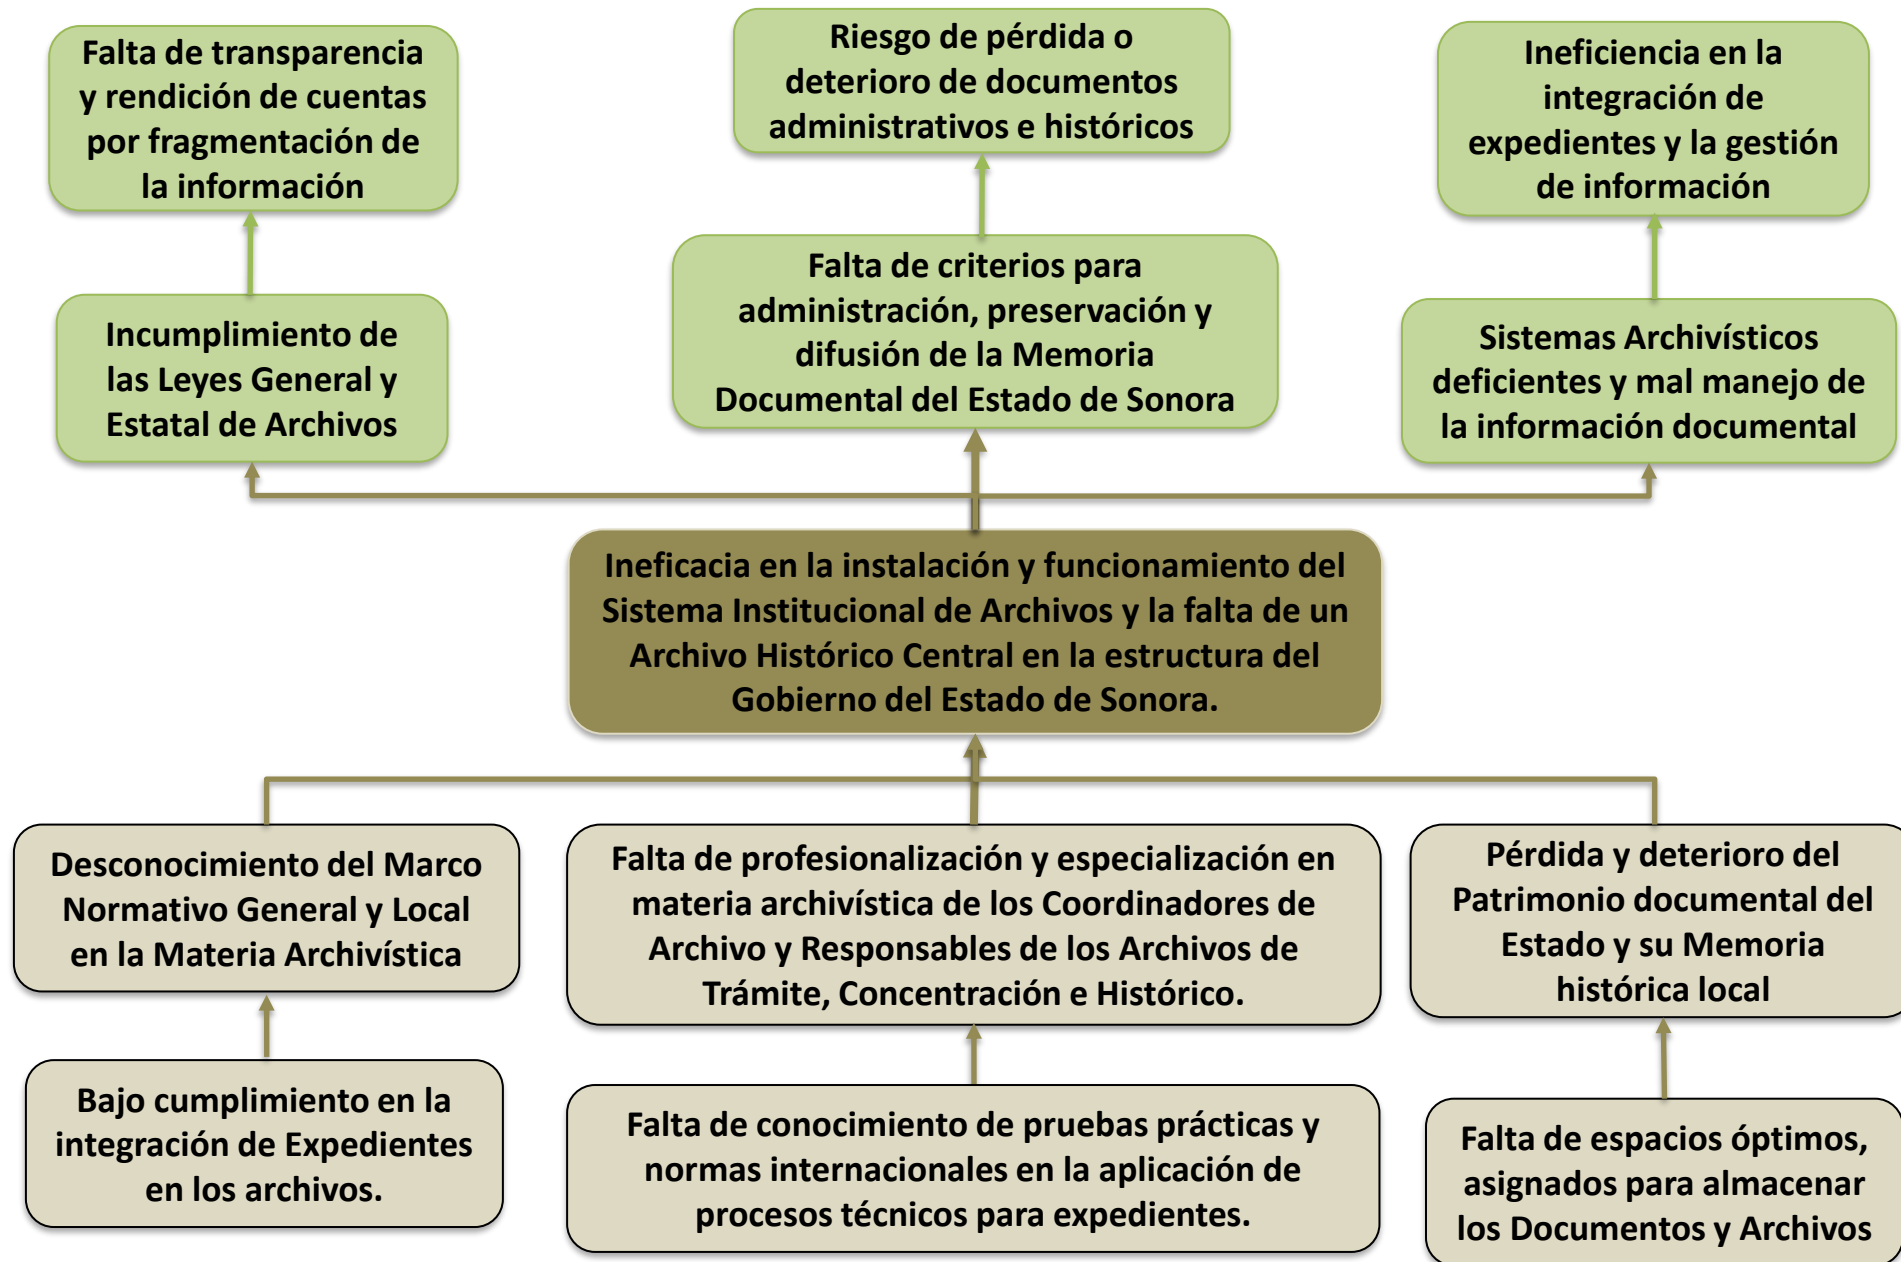 Falta de transparencia
y rendición de cuentas
por fragmentación de
la información
Riesgo de pérdida o
deterioro de documentos
administrativos e históricos
Ineficiencia en la
integración de
expedientes y la gestión
de información
Incumplimiento de
las Leyes General y
Estatal de Archivos
Falta de criterios para
administración, preservación y
difusión de la Memoria
Documental del Estado de Sonora
Sistemas Archivísticos
deficientes y mal manejo de
la información documental
Ineficacia en la instalación y funcionamiento del
Sistema Institucional de Archivos y la falta de un
Archivo Histórico Central en la estructura del
Gobierno del Estado de Sonora.
Desconocimiento del Marco
Normativo General y Local
en la Materia Archivística
Falta de profesionalización y especialización en
materia archivística de los Coordinadores de
Archivo y Responsables de los Archivos de
Trámite, Concentración e Histórico.
Pérdida y deterioro del
Patrimonio documental del
Estado y su Memoria
histórica local
Bajo cumplimiento en la
integración de Expedientes
en los archivos.
Falta de conocimiento de pruebas prácticas y
normas internacionales en la aplicación de
procesos técnicos para expedientes.
Falta de espacios óptimos,
asignados para almacenar
los Documentos y Archivos